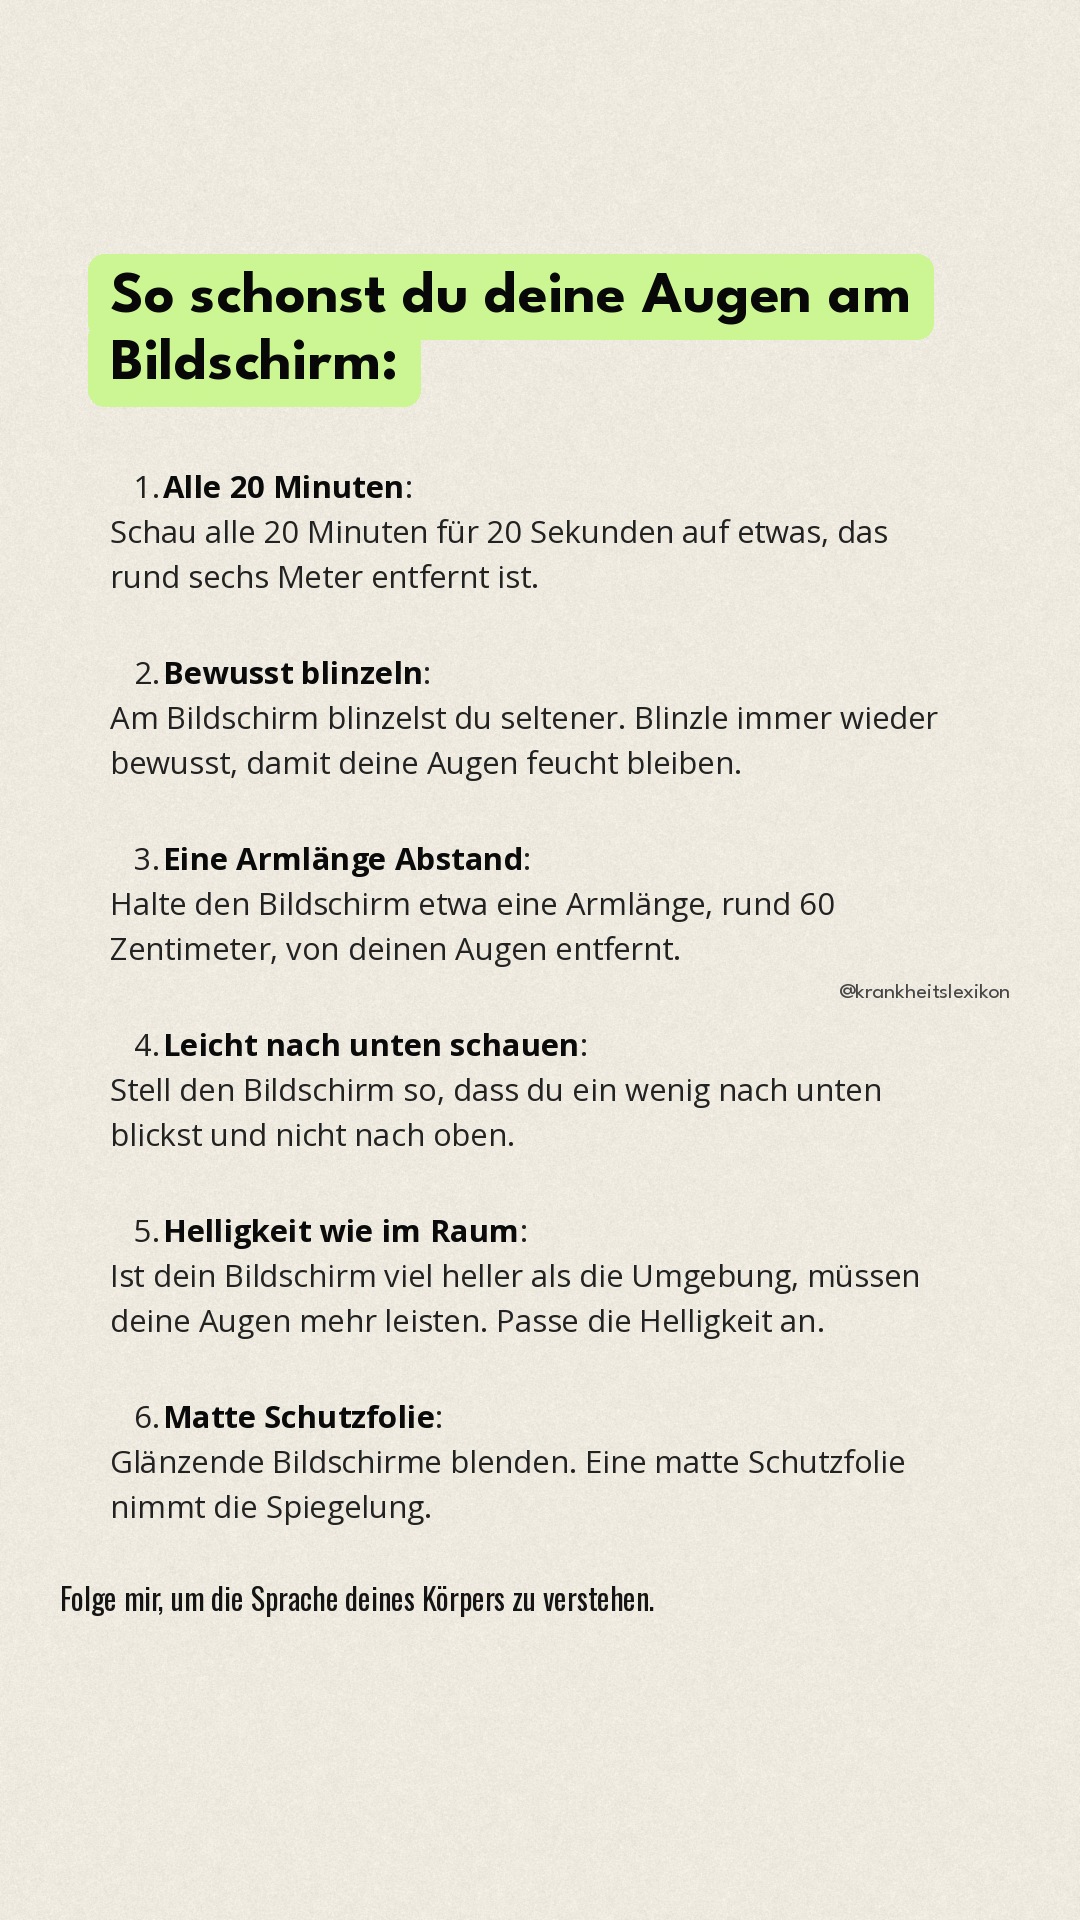 So schonst du deine Augen am
Bildschirm:
1. Alle 20 Minuten:
Schau alle 20 Minuten für 20 Sekunden auf etwas, das
rund sechs Meter entfernt ist.
2. Bewusst blinzeln:
Am Bildschirm blinzelst du seltener. Blinzle immer wieder
bewusst, damit deine Augen feucht bleiben.
3. Eine Armlänge Abstand:
Halte den Bildschirm etwa eine Armlänge, rund 60
Zentimeter, von deinen Augen entfernt.
@krankheitslexikon
4. Leicht nach unten schauen:
Stell den Bildschirm so, dass du ein wenig nach unten
blickst und nicht nach oben.
5. Helligkeit wie im Raum:
Ist dein Bildschirm viel heller als die Umgebung, müssen
deine Augen mehr leisten. Passe die Helligkeit an.
6. Matte Schutzfolie:
Glänzende Bildschirme blenden. Eine matte Schutzfolie
nimmt die Spiegelung.
Folge mir, um die Sprache deines Körpers zu verstehen.